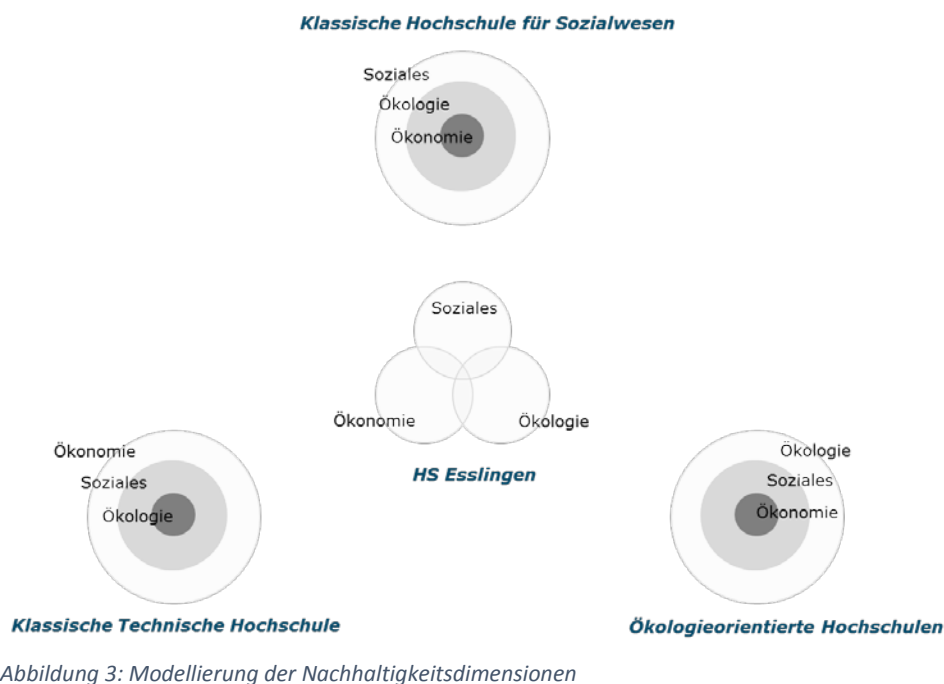 Klassische Hochschule für Sozialwesen
Soziales
Ökologie
Ökonomie
Soziales
Ökonomie
Ökologie
HS Esslingen
Ökonomie
Soziales
Ökologie
Klassische Technische Hochschule
Ökologie
Soziales
Ökonomie
Ökologieorientierte Hochschulen
Abbildung 3: Modellierung der Nachhaltigkeitsdimensionen